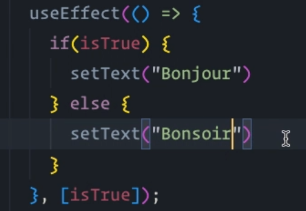 useEffect(() => {
if(isTrue) {
setText("Bonjour")
} else {
setText("Bonsoir")
}
}, [isTrue]);